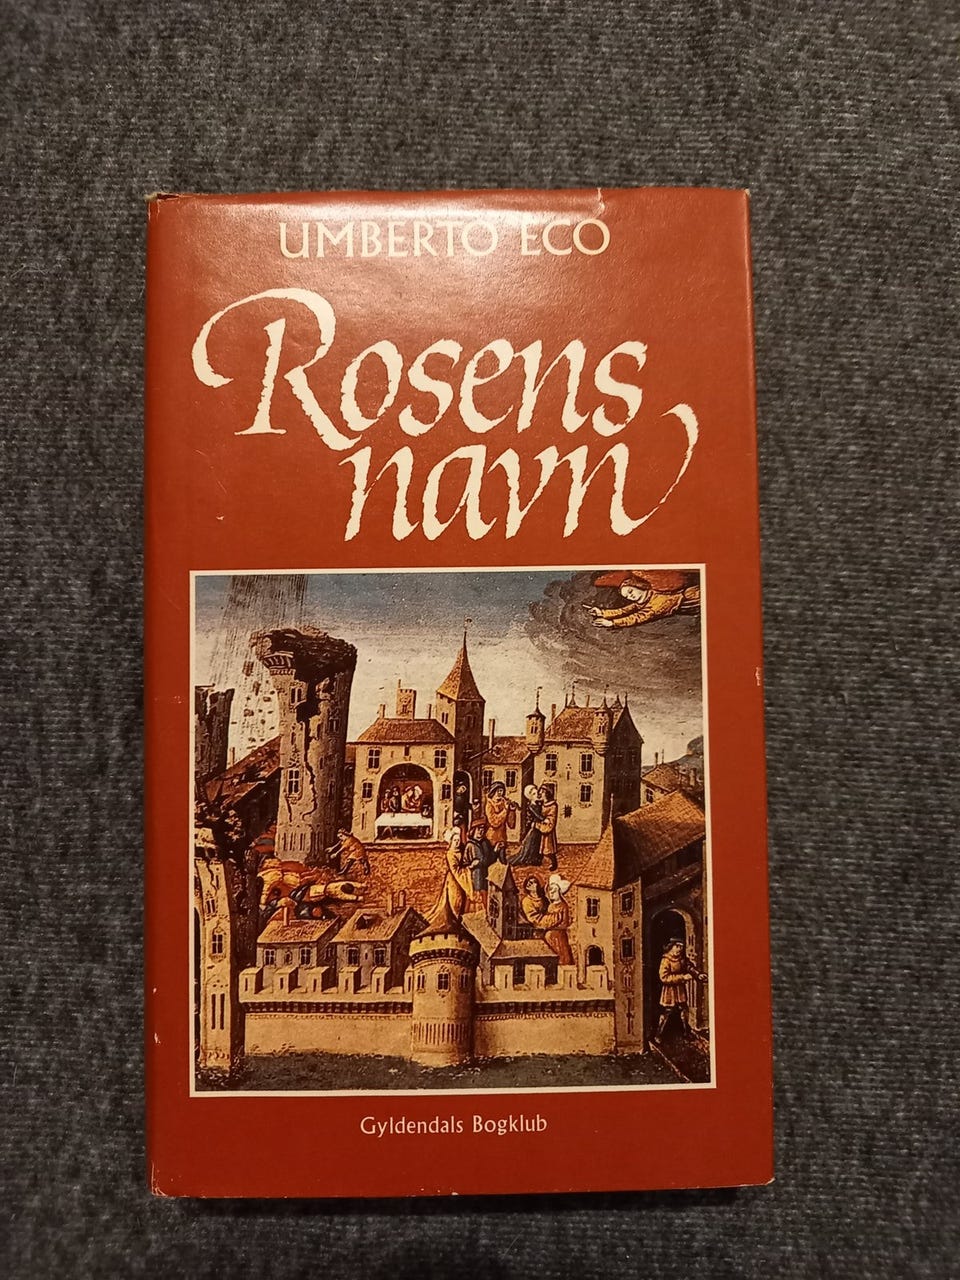 UMBERTO ECO
Rosens
navn
Gyldendals Bogklub